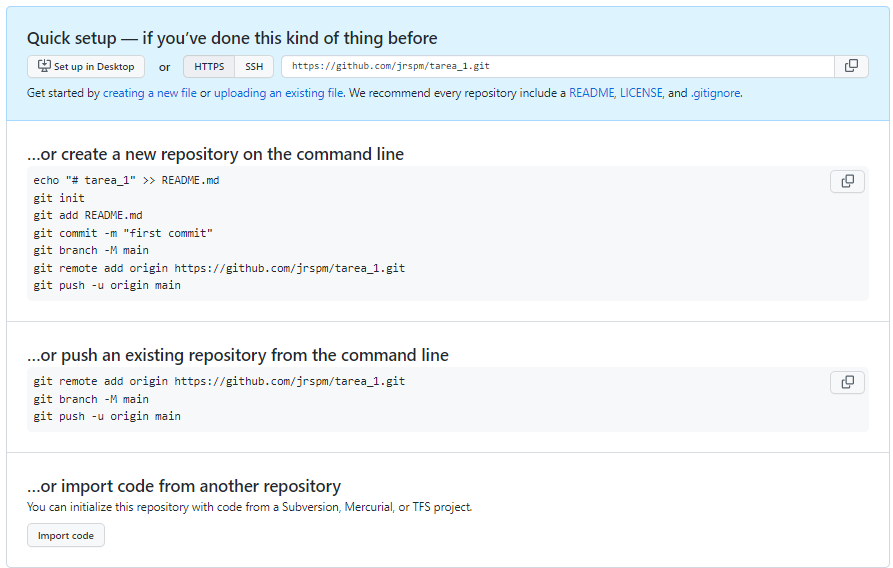 Quick setup — if you’ve done this kind of thing before
Set up in Desktop or HTTPS SSH https://github.com/jrspm/tarea_1.git
Get started by creating a new file or uploading an existing file. We recommend every repository include a README, LICENSE, and .gitignore.
…or create a new repository on the command line
echo "# tarea_1" >> README.md
git init
git add README.md
git commit -m "first commit"
git branch -M main
git remote add origin https://github.com/jrspm/tarea_1.git
git push -u origin main
…or push an existing repository from the command line
git remote add origin https://github.com/jrspm/tarea_1.git
git branch -M main
git push -u origin main
…or import code from another repository
You can initialize this repository with code from a Subversion, Mercurial, or TFS project.
Import code